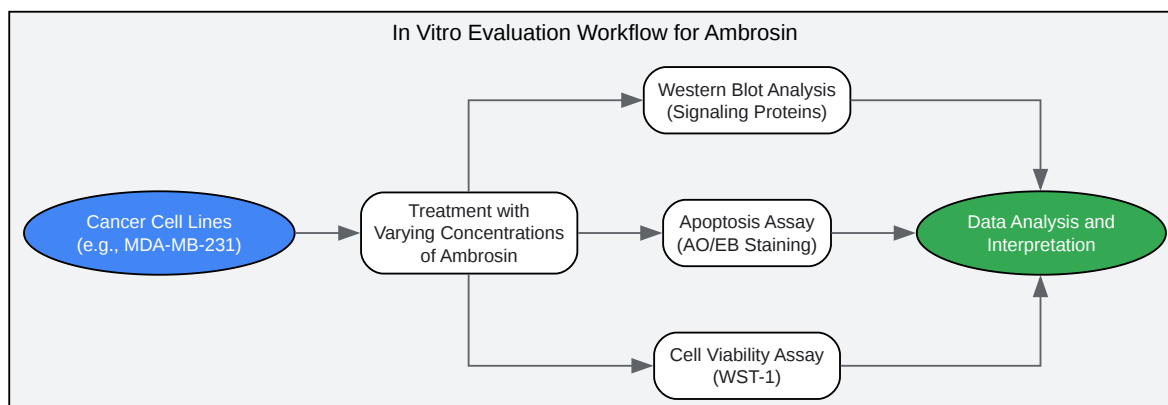 In Vitro Evaluation Workflow for Ambrosin
Cancer Cell Lines
(e.g., MDA-MB-231)
Treatment with
Varying Concentrations
of Ambrosin
Western Blot Analysis
(Signaling Proteins)
Apoptosis Assay
(AO/EB Staining)
Cell Viability Assay
(WST-1)
Data Analysis and
Interpretation